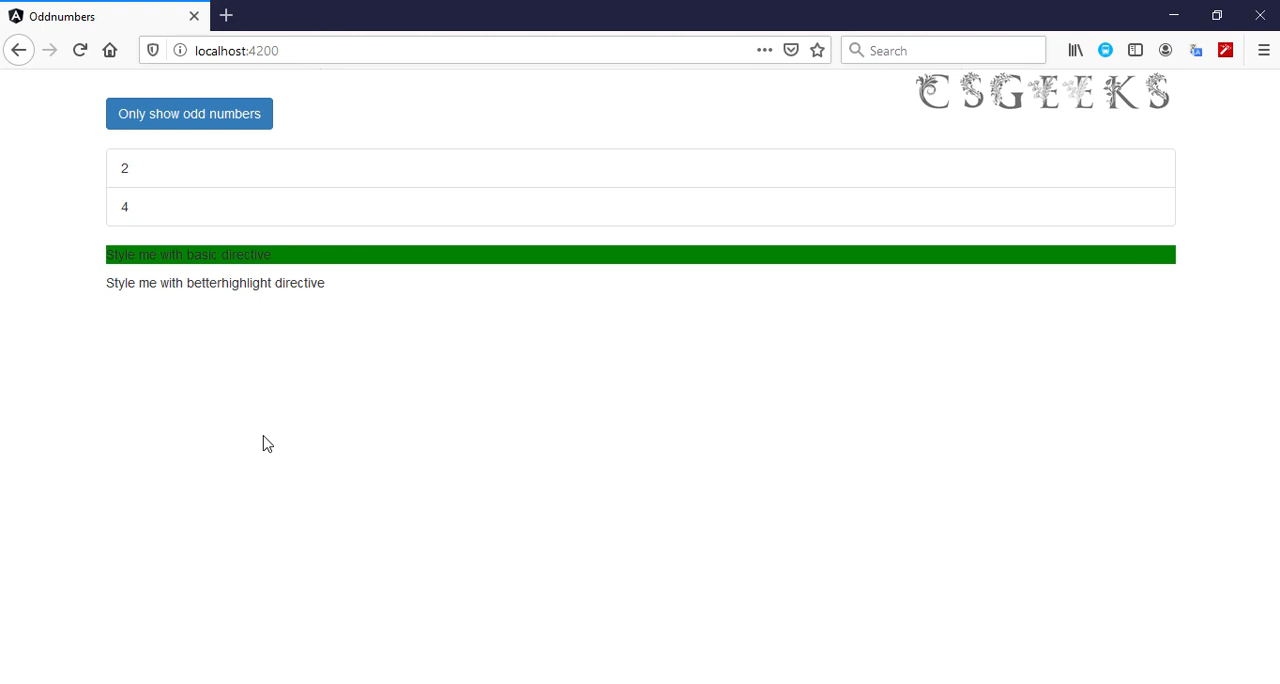 Oddnumbers
localhost:4200
Search
CSGEEKS
Only show odd numbers
2
4
Style me with basic directive
Style me with betterhighlight directive